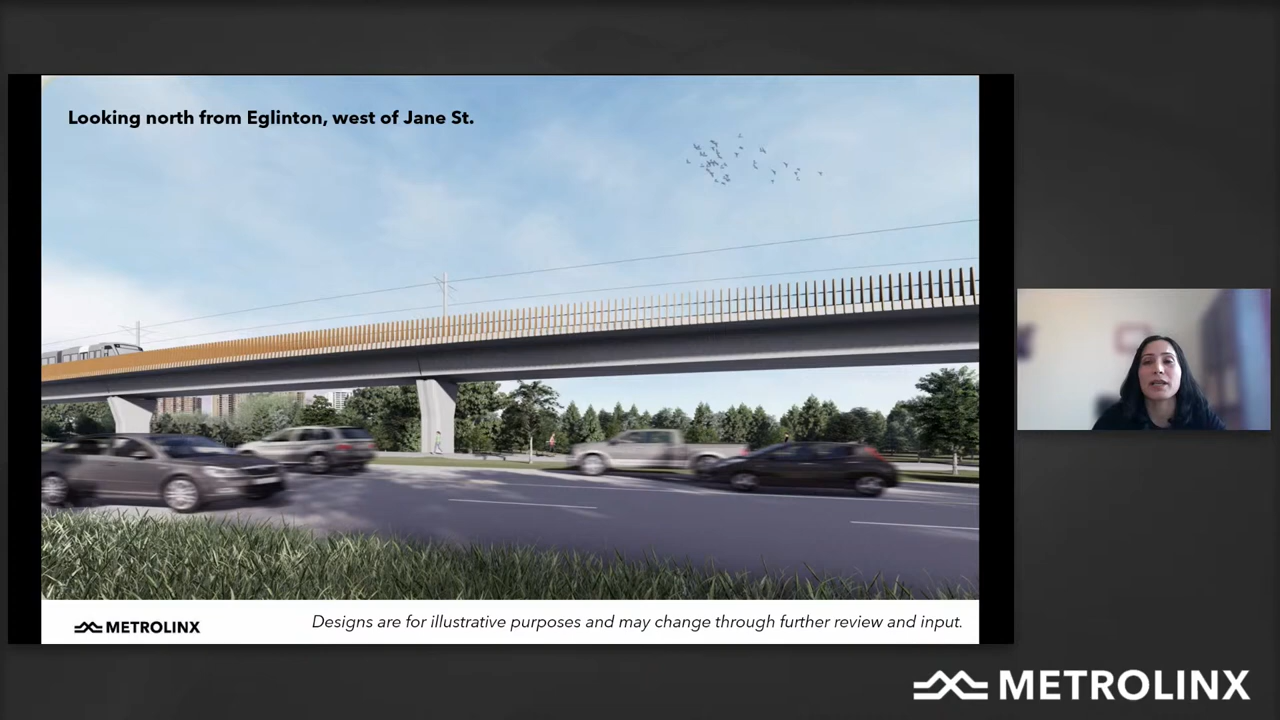 Looking north from Eglinton, west of Jane St.
METROLINX
Designs are for illustrative purposes and may change through further review and input.
METROLINX